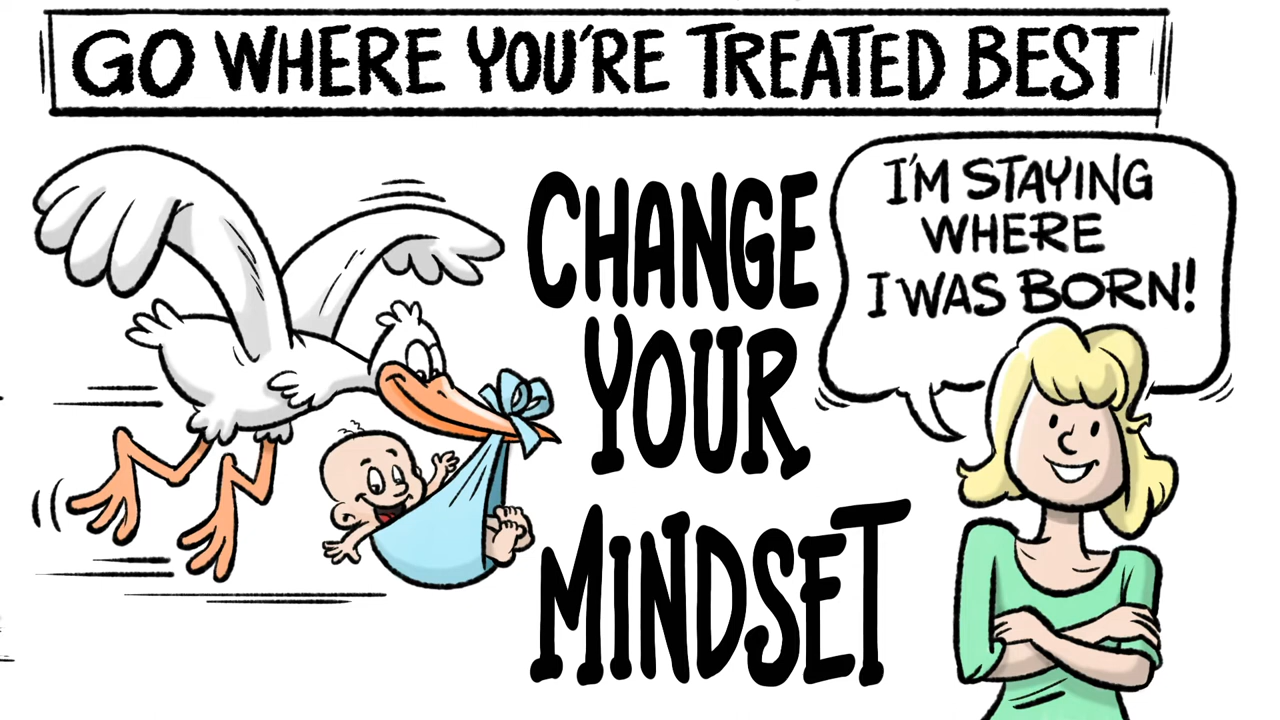 GO WHERE YOU'RE TREATED BEST
CHANGE
YOUR
MINDSET
I'M STAYING
WHERE
I WAS BORN!